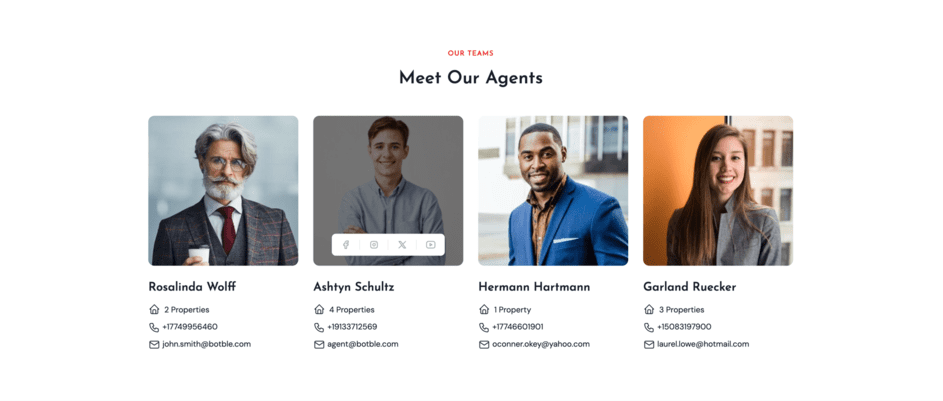 OUR TEAMS
Meet Our Agents
Rosalinda Wolff
2 Properties
+17749956460
john.smith@botble.com
Ashtyn Schultz
4 Properties
+19133712569
agent@botble.com
Hermann Hartmann
1 Property
+17746601901
oconner.okey@yahoo.com
Garland Ruecker
3 Properties
+15083197900
laurel.lowe@hotmail.com